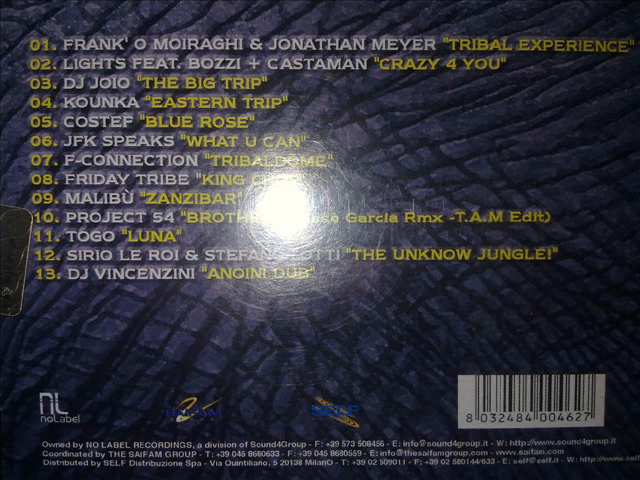 01. FRANK' O MOIRAGHI & JONATHAN MEYER "TRIBAL EXPERIENCE"
02. LIGHTS FEAT. BOZZI + CASTAMAN "CRAZY 4 YOU"
03. DJ JOIO "THE BIG TRIP"
04. KOUNKA "EASTERN TRIP"
05. COSTEF "BLUE ROSE"
06. JFK SPEAKS "WHAT U CAN"
07. F-CONNECTION "TRIBALDOME"
08. FRIDAY TRIBE "KING
09. MALIBÙ "ZANZIBAR"
10. PROJECT 54 Garcia Rmx -T.A.M Edit)
11. TOGO "LUNA"
12. SIRIO LE ROI & "THE UNKNOW JUNGLE!"
13. DJ VINCENZINI "ANOINI DUB"
NL
noLabel
SAIFAM
SELF
8 032484 004627
Owned by NO LABEL RECORDINGS, a division of Sound4Group - F: +39 573 508456 - E: info@sound4group.it - W: http://www.sound4group.it
Coordinated by THE SAIFAM GROUP - T: +39 045 8680633 - F: +39 045 8680559 - E: info@thesaifamgroup.com - www.saifam.com
Distributed by SELF Distribuzione Spa - Via Quintiliano, 5 20138 MilanO - T: +39 02 509011 - F: +39 02 580144/633 - E: self@self.it - W: http://www.self